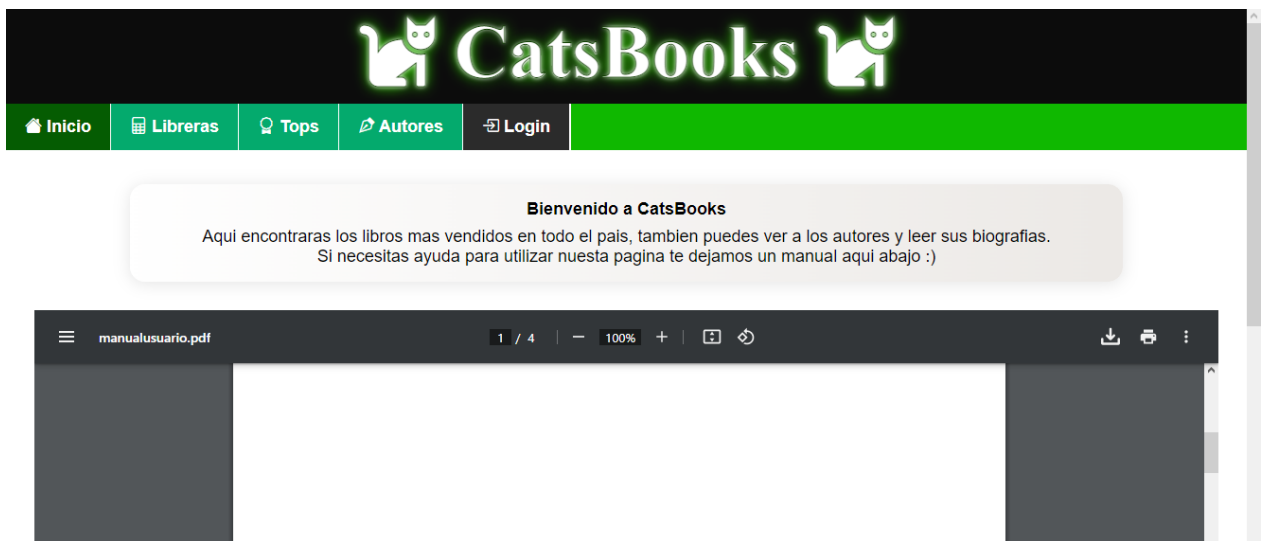 CatsBooks
Inicio Libreras Tops Autores Login
Bienvenido a CatsBooks
Aqui encontraras los libros mas vendidos en todo el pais, tambien puedes ver a los autores y leer sus biografias.
Si necesitas ayuda para utilizar nuesta pagina te dejamos un manual aqui abajo :)
manualusuario.pdf 1 / 4 100%